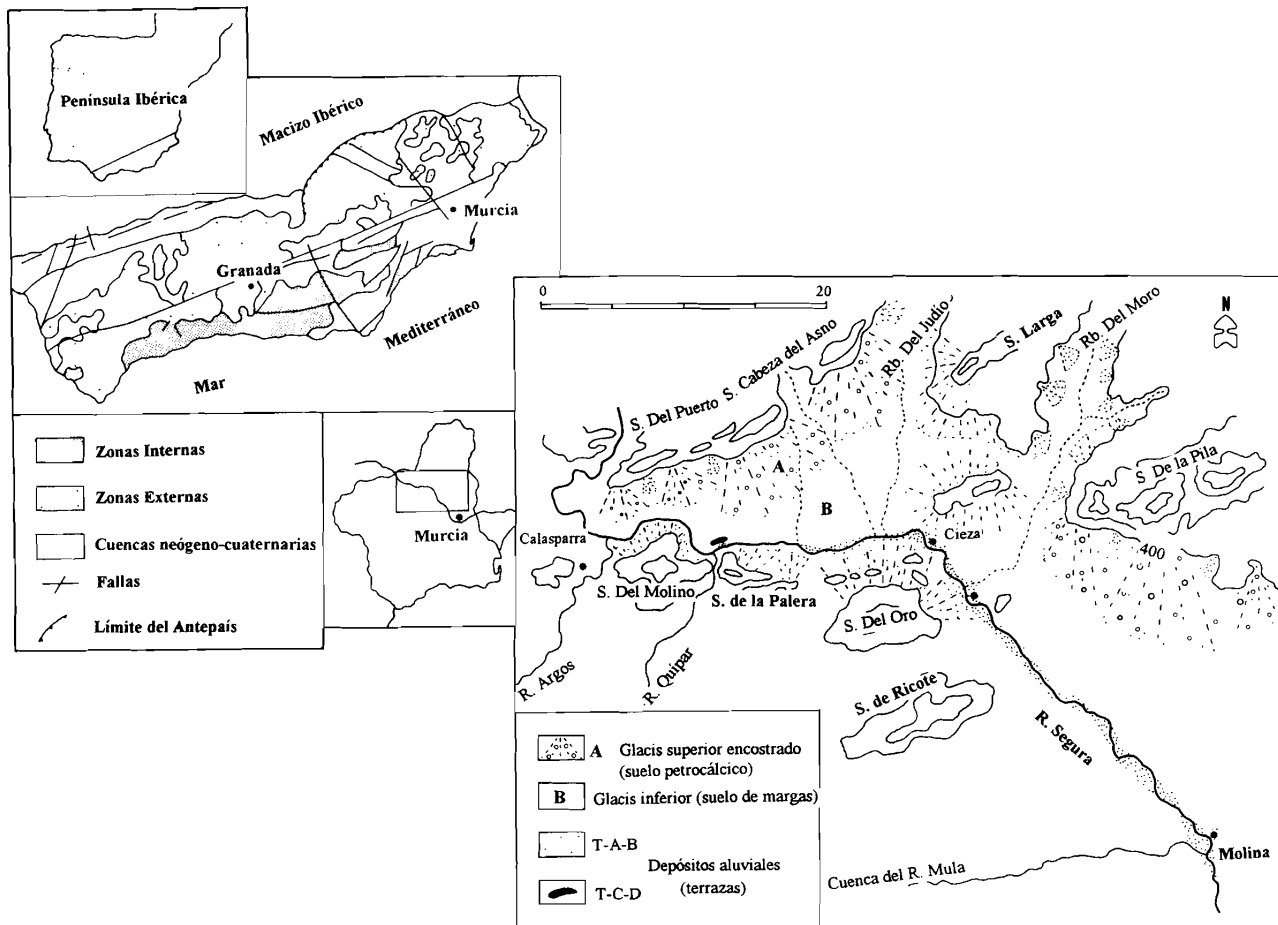 Península Ibérica
Macizo Ibérico
Murcia
Granada
Mediterráneo
Mar
Zonas Internas
Zonas Externas
Cuencas neógeno-cuaternarias
Fallas
Límite del Antepaís
Murcia
0 20
N
S. Del Puerto
S. Cabeza del Asno
Rb. Del Judio
S. Larga
Rb. Del Moro
S. De la Pila
A
B
400
Calasparra
Cieza
S. Del Molino
S. de la Palera
S. Del Oro
R. Argos
R. Quipar
S. de Ricote
R. Segura
Molina
Cuenca del R. Mula
A Glacis superior encostrado
(suelo petrocálcico)
B Glacis inferior (suelo de margas)
T-A-B
Depósitos aluviales
(terrazas)
T-C-D